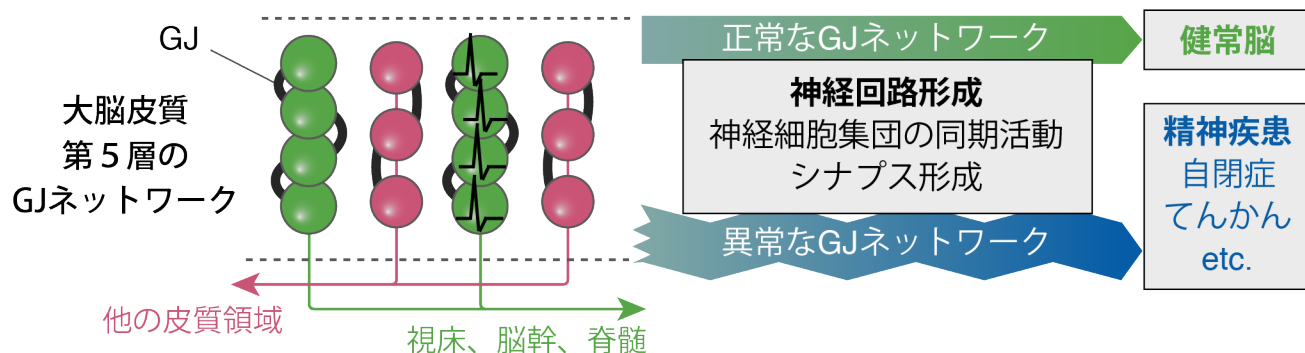 GJ
大脳皮質
第５層の
GJネットワーク
他の皮質領域
視床、脳幹、脊髄
正常なGJネットワーク
神経回路形成
神経細胞集団の同期活動
シナプス形成
異常なGJネットワーク
健常脳
精神疾患
自閉症
てんかん
etc.